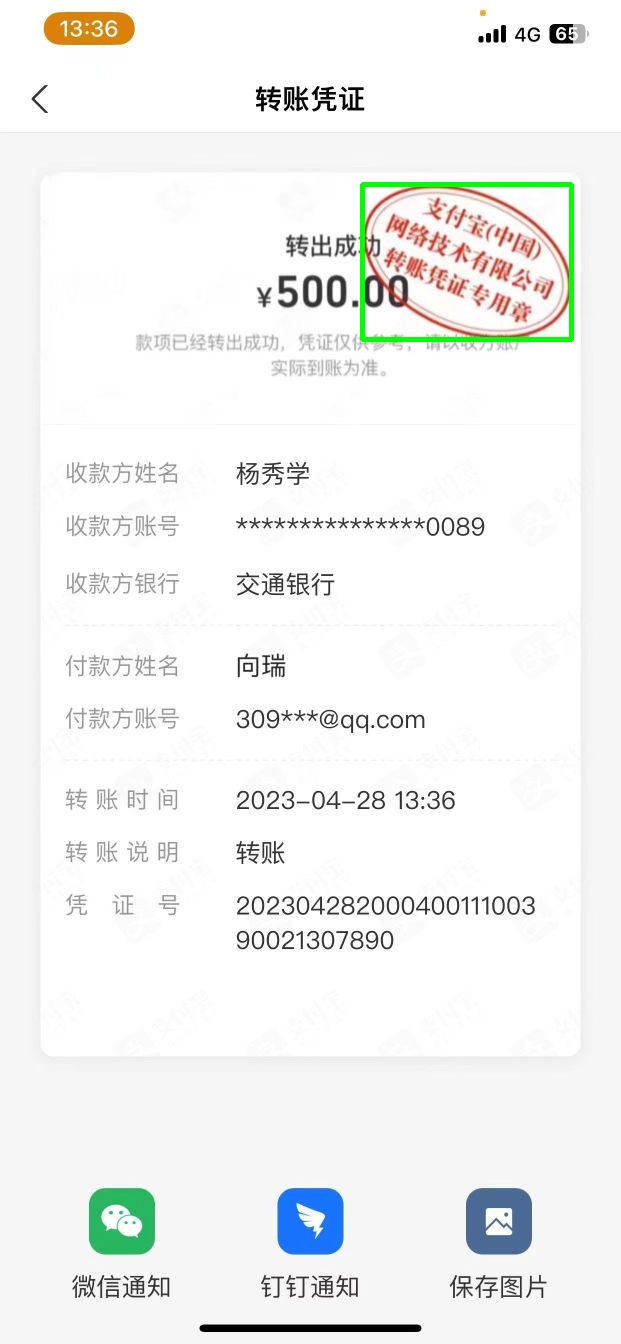 13:36
4G 65
转账凭证
支付宝(中国)
网络技术有限公司
转账凭证专用章
转出成功
¥500.00
款项已经转出成功，凭证仅供参考，请以收方账户
实际到账为准。
收款方姓名 杨秀学
收款方账号 ***************0089
收款方银行 交通银行
付款方姓名 向瑞
付款方账号 309***@qq.com
转账时间 2023-04-28 13:36
转账说明 转账
凭证号 202304282000400111003
90021307890
微信通知 钉钉通知 保存图片
支付宝